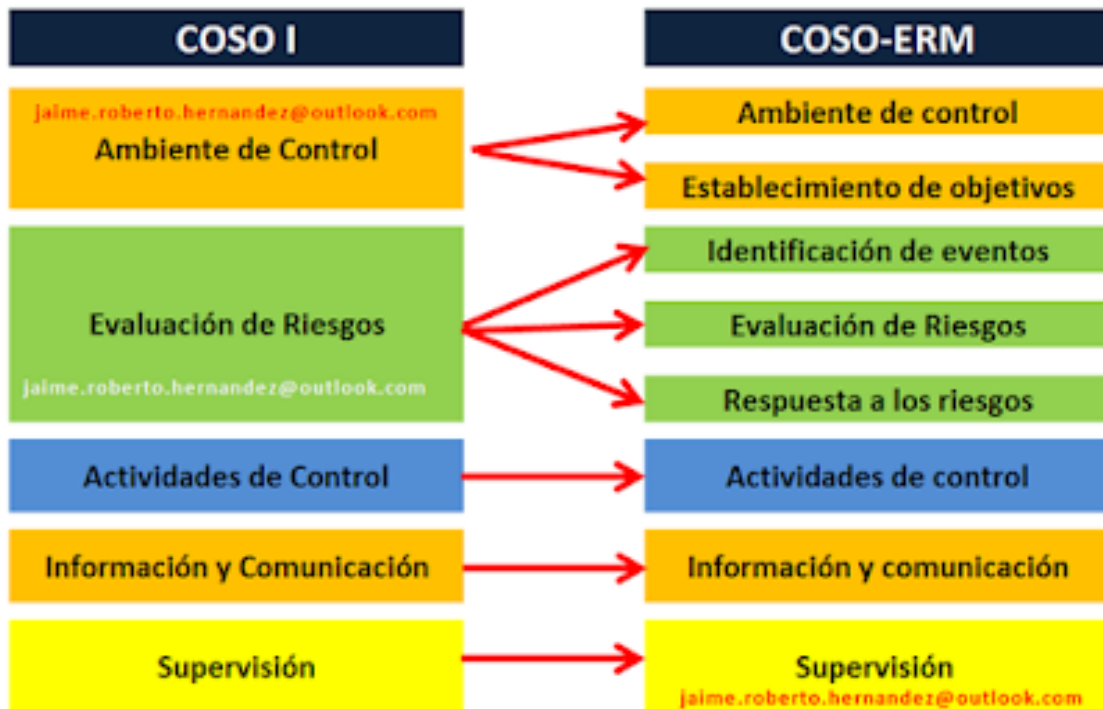 COSO I
COSO-ERM
jaime.roberto.hernandez@outlook.com
Ambiente de Control
Ambiente de control
Establecimiento de objetivos
Evaluación de Riesgos
jaime.roberto.hernandez@outlook.com
Identificación de eventos
Evaluación de Riesgos
Respuesta a los riesgos
Actividades de Control
Actividades de control
Información y Comunicación
Información y comunicación
Supervisión
Supervisión
jaime.roberto.hernandez@outlook.com